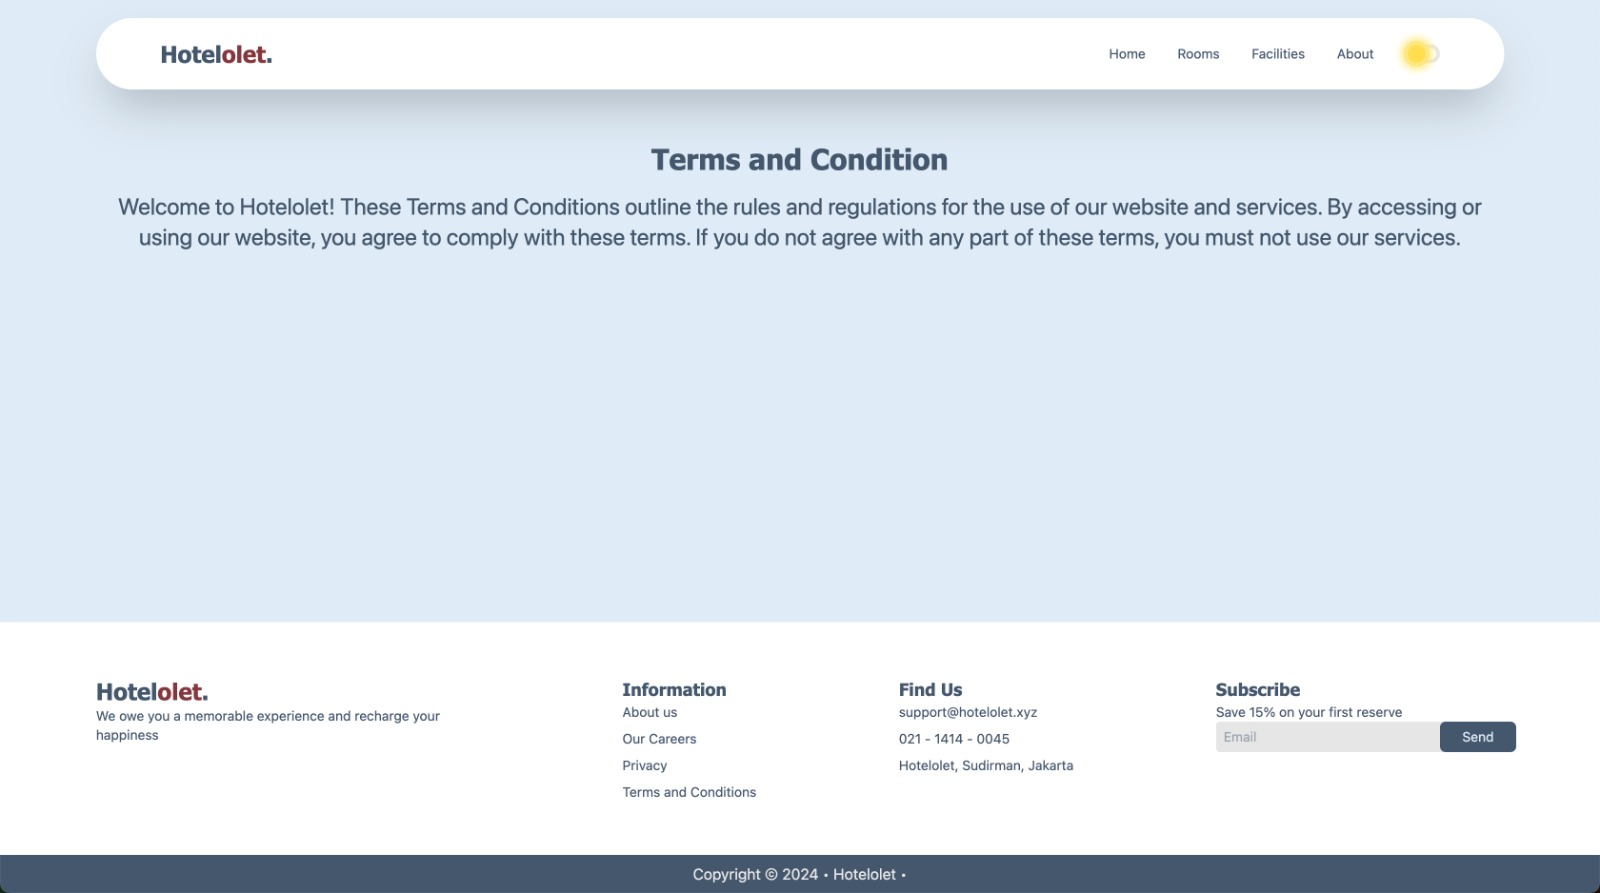 Hotelolet.
Home
Rooms
Facilities
About
Terms and Condition
Welcome to Hotelolet! These Terms and Conditions outline the rules and regulations for the use of our website and services. By accessing or
using our website, you agree to comply with these terms. If you do not agree with any part of these terms, you must not use our services.
Hotelolet.
We owe you a memorable experience and recharge your
happiness
Information
About us
Our Careers
Privacy
Terms and Conditions
Find Us
support@hotelolet.xyz
021 - 1414 - 0045
Hotelolet, Sudirman, Jakarta
Subscribe
Save 15% on your first reserve
Email
Send
Copyright © 2024 • Hotelolet •